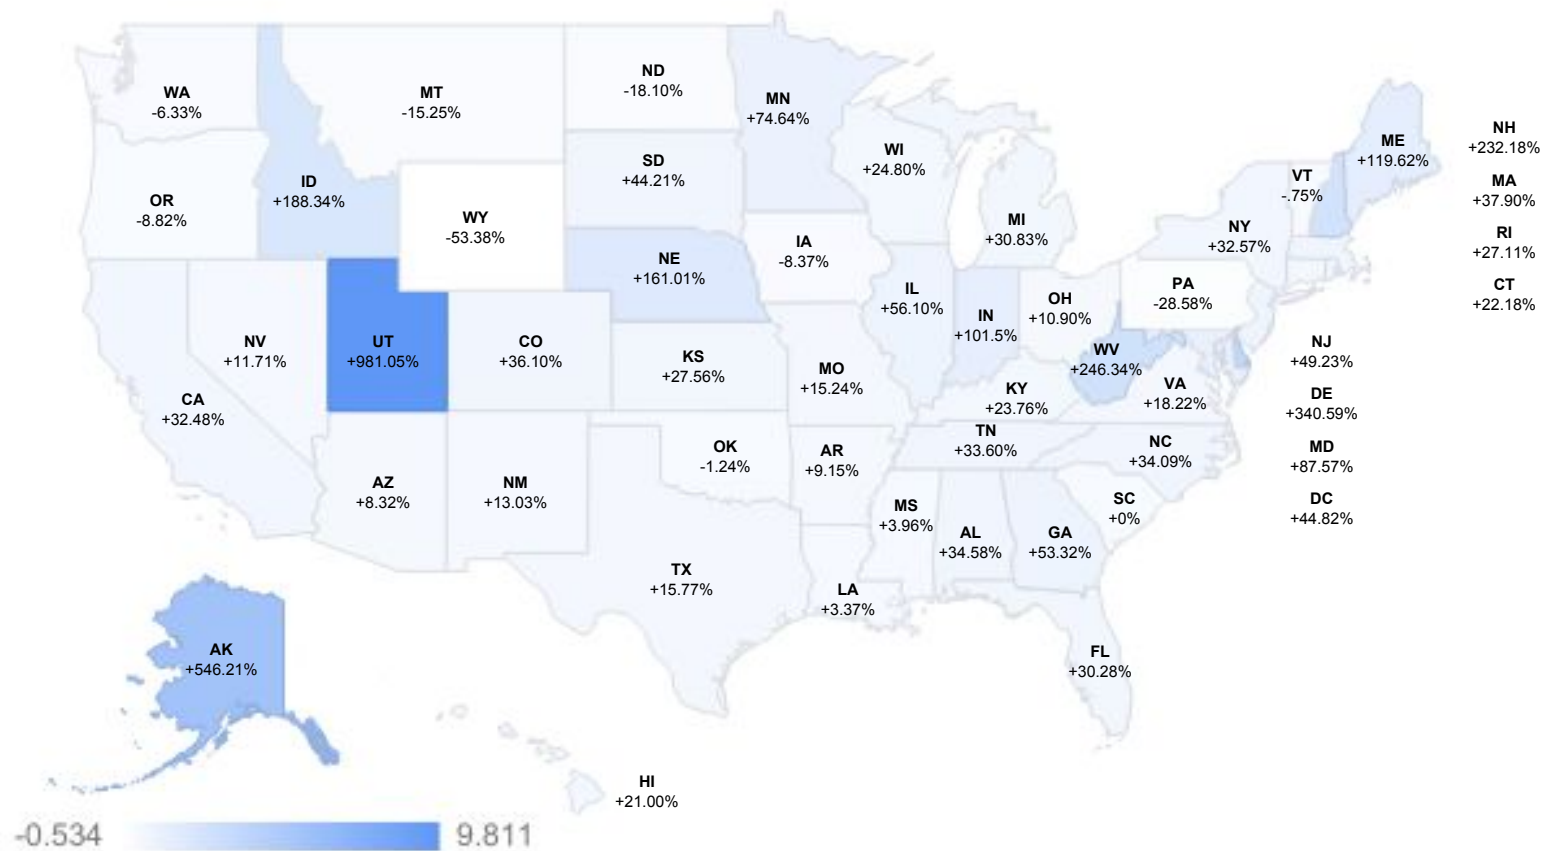 WA
-6.33%
MT
-15.25%
ND
-18.10%
MN
+74.64%
WI
+24.80%
ME
+119.62%
NH
+232.18%
VT
-.75%
MA
+37.90%
OR
-8.82%
ID
+188.34%
SD
+44.21%
WY
-53.38%
MI
+30.83%
NY
+32.57%
RI
+27.11%
IA
-8.37%
NE
+161.01%
PA
-28.58%
CT
+22.18%
IL
+56.10%
IN
+101.5%
OH
+10.90%
NV
+11.71%
UT
+981.05%
CO
+36.10%
KS
+27.56%
MO
+15.24%
WV
+246.34%
NJ
+49.23%
CA
+32.48%
KY
+23.76%
VA
+18.22%
DE
+340.59%
TN
+33.60%
NC
+34.09%
MD
+87.57%
OK
-1.24%
AR
+9.15%
AZ
+8.32%
NM
+13.03%
MS
+3.96%
SC
+0%
DC
+44.82%
AL
+34.58%
GA
+53.32%
TX
+15.77%
LA
+3.37%
AK
+546.21%
FL
+30.28%
HI
+21.00%
-0.534
9.811